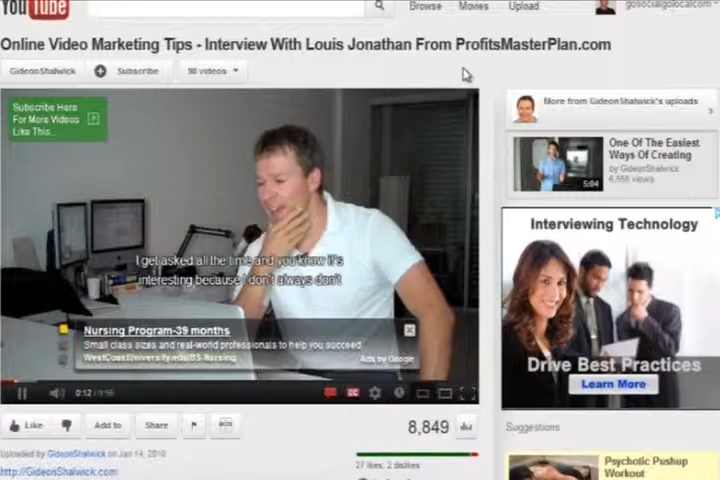 YouTube
Browse Movies Upload
gosocialgolocalcom
Online Video Marketing Tips - Interview With Louis Jonathan From ProfitsMasterPlan.com
GideonShalwick Subscribe 98 videos
Subscribe Here
For More Videos
Like This...
I get asked all the time and you know it's
interesting because I don't always don't
Nursing Program-39 months
Small class sizes and real-world professionals to help you succeed
WestCoastUniversity.edu/BS-Nursing Ads by Google
0:12 / 9:56
CC
Like Add to Share
8,849
Uploaded by GideonShalwick on Jan 14, 2010
27 likes, 2 dislikes
http://GideonShalwick.com
More from GideonShalwick's uploads
One Of The Easiest
Ways Of Creating
by GideonShalwick
6,555 views
5:04
Interviewing Technology
Drive Best Practices
Learn More
Suggestions
Psychotic Pushup
Workout